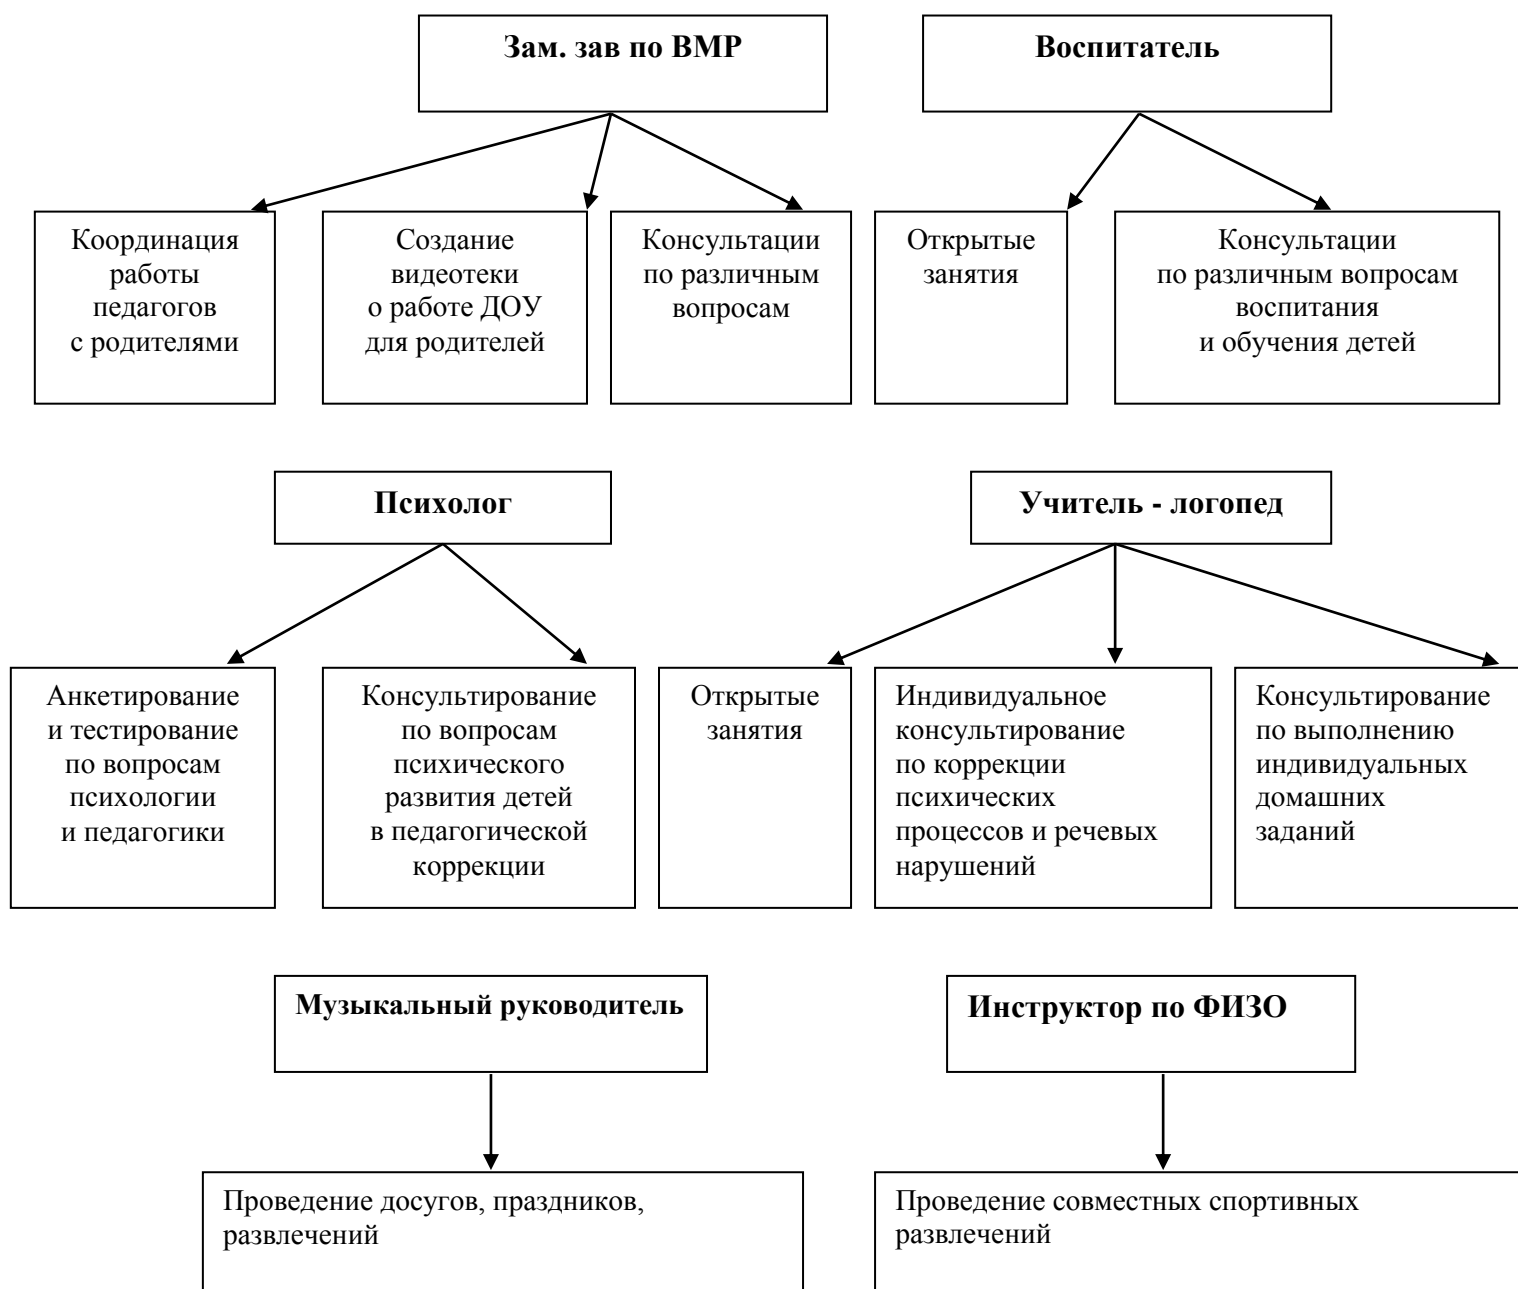 Зам. зав по ВМР
Воспитатель
Координация
работы
педагогов
с родителями
Создание
видеотеки
о работе ДОУ
для родителей
Консультации
по различным
вопросам
Открытые
занятия
Консультации
по различным вопросам
воспитания
и обучения детей
Психолог
Учитель - логопед
Анкетирование
и тестирование
по вопросам
психологии
и педагогики
Консультирование
по вопросам
психического
развития детей
в педагогической
коррекции
Открытые
занятия
Индивидуальное
консультирование
по коррекции
психических
процессов и речевых
нарушений
Консультирование
по выполнению
индивидуальных
домашних
заданий
Музыкальный руководитель
Инструктор по ФИЗО
Проведение досугов, праздников,
развлечений
Проведение совместных спортивных
развлечений